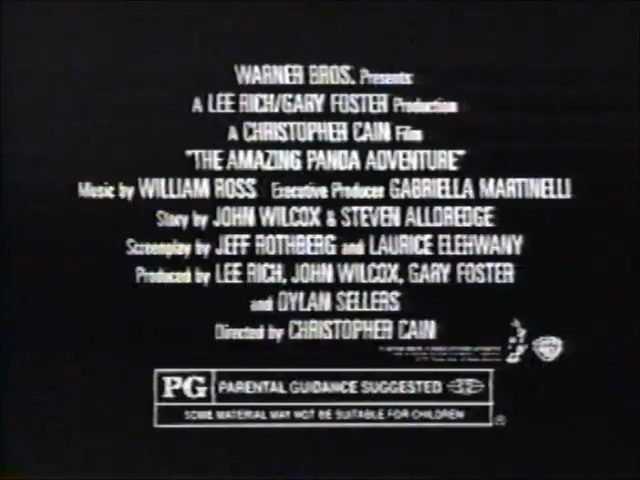 WARNER BROS. Presents
A LEE RICH/GARY FOSTER Production
A CHRISTOPHER CAIN Film
"THE AMAZING PANDA ADVENTURE"
Music by WILLIAM ROSS Executive Producer GABRIELLA MARTINELLI
Story by JOHN WILCOX & STEVEN ALLDREDGE
Screenplay by JEFF ROTHBERG and LAURICE ELEHWANY
Produced by LEE RICH, JOHN WILCOX, GARY FOSTER
and DYLAN SELLERS
Directed by CHRISTOPHER CAIN
PG PARENTAL GUIDANCE SUGGESTED
SOME MATERIAL MAY NOT BE SUITABLE FOR CHILDREN
®